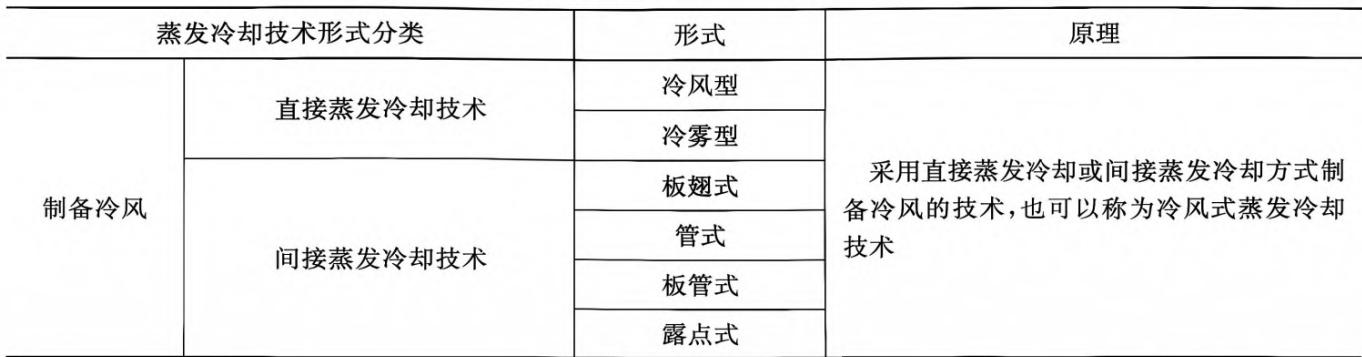 蒸发冷却技术形式分类 形式 原理
制备冷风
直接蒸发冷却技术
冷风型
冷雾型
间接蒸发冷却技术
板翅式
管式
板管式
露点式
采用直接蒸发冷却或间接蒸发冷却方式制
备冷风的技术,也可以称为冷风式蒸发冷却
技术